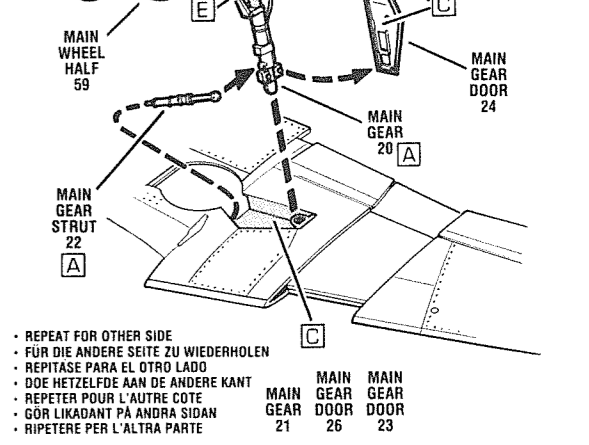 E
C
MAIN
WHEEL
HALF
59
MAIN
GEAR
DOOR
24
MAIN
GEAR
20 A
MAIN
GEAR
STRUT
22
A
C
· REPEAT FOR OTHER SIDE
· FÜR DIE ANDERE SEITE ZU WIEDERHOLEN
· REPITASE PARA EL OTRO LADO
· DOE HETZELFDE AAN DE ANDERE KANT
· REPETER POUR L'AUTRE COTE
· GÖR LIKADANT PÅ ANDRA SIDAN
· RIPETERE PER L'ALTRA PARTE
MAIN
GEAR
21
MAIN
GEAR
DOOR
26
MAIN
GEAR
DOOR
23